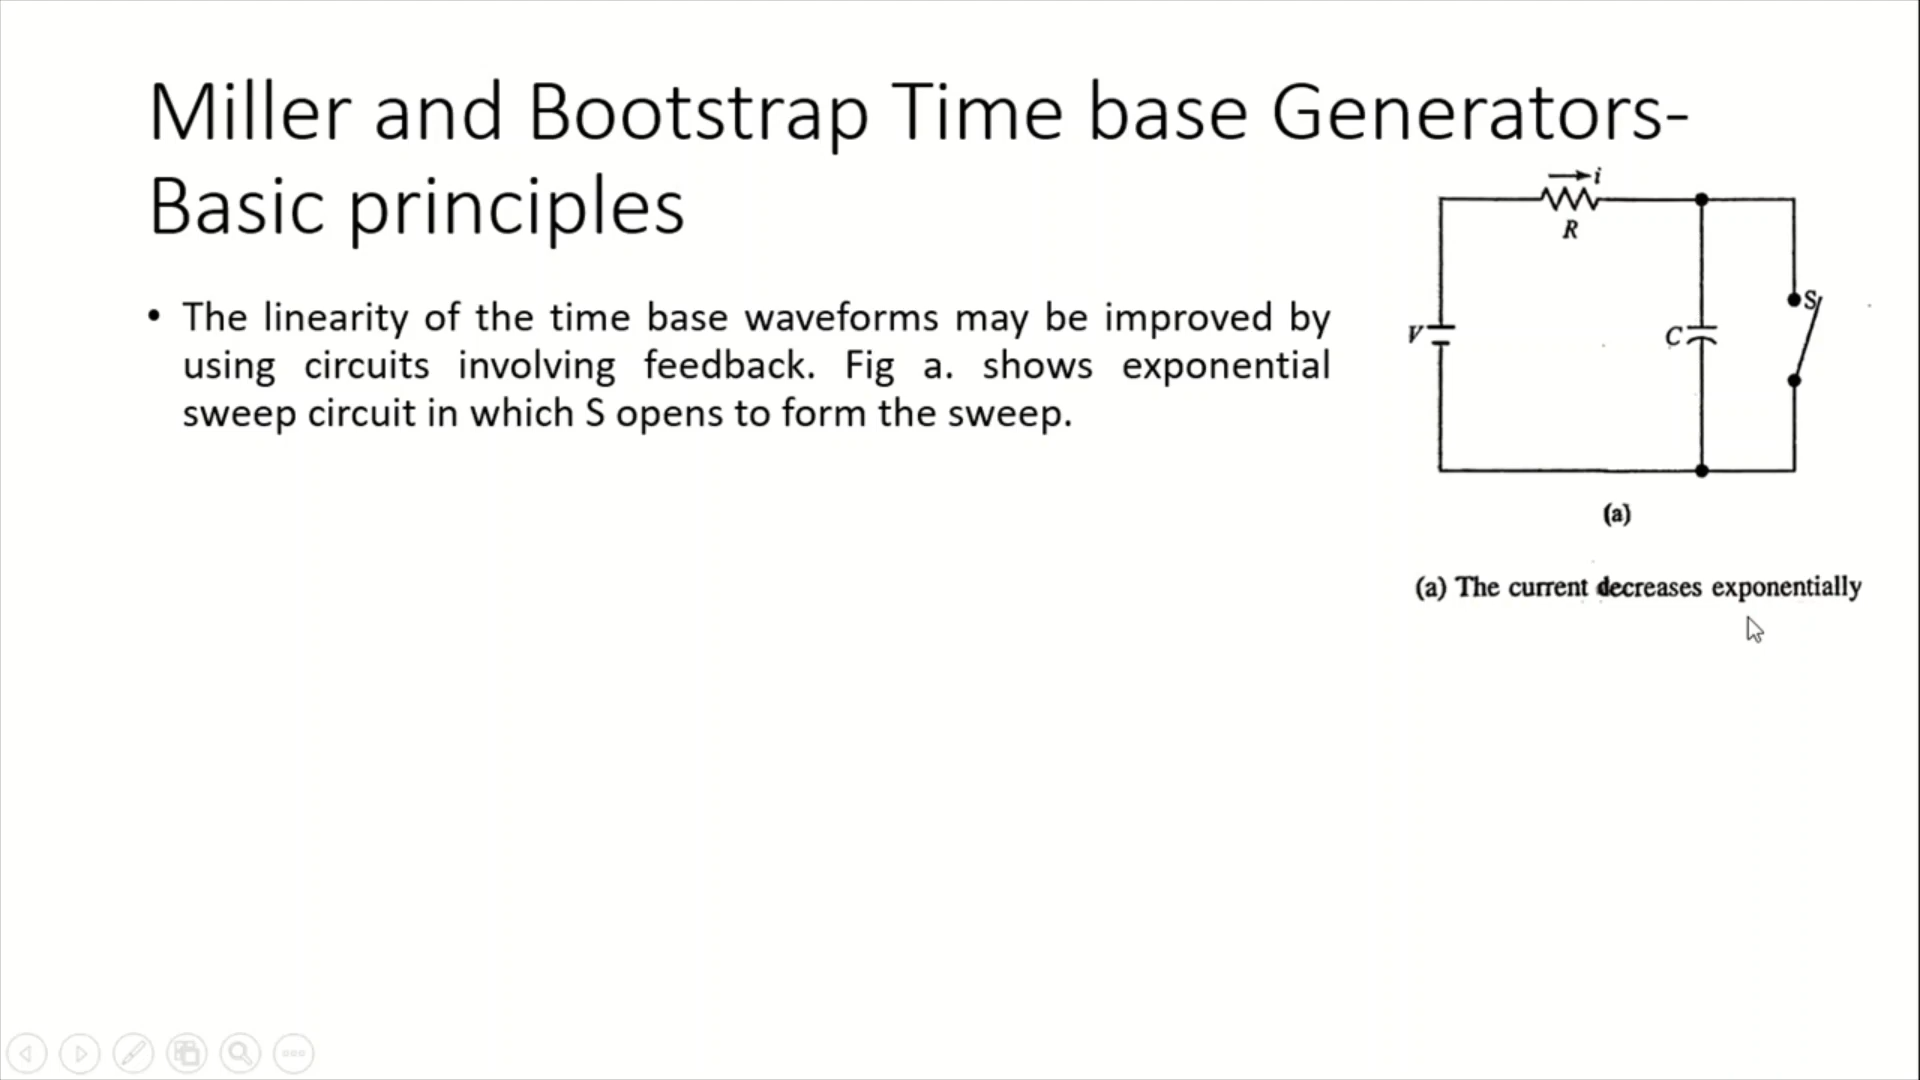 Miller and Bootstrap Time base Generators-
Basic principles
• The linearity of the time base waveforms may be improved by
using circuits involving feedback. Fig a. shows exponential
sweep circuit in which S opens to form the sweep.
i
R
S
V
C
(a)
(a) The current decreases exponentially